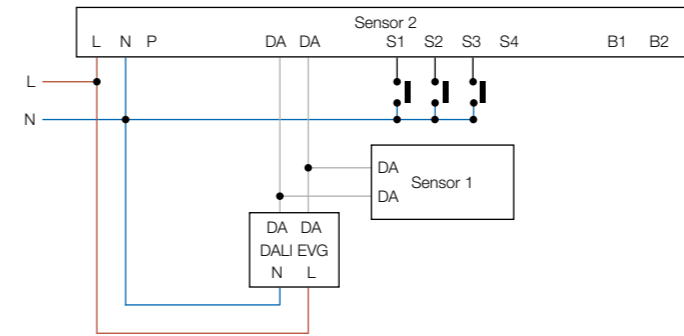 Sensor 2
L N P DA DA S1 S2 S3 S4 B1 B2
L
N
DA
Sensor 1
DA
DA DA
DALI EVG
N L